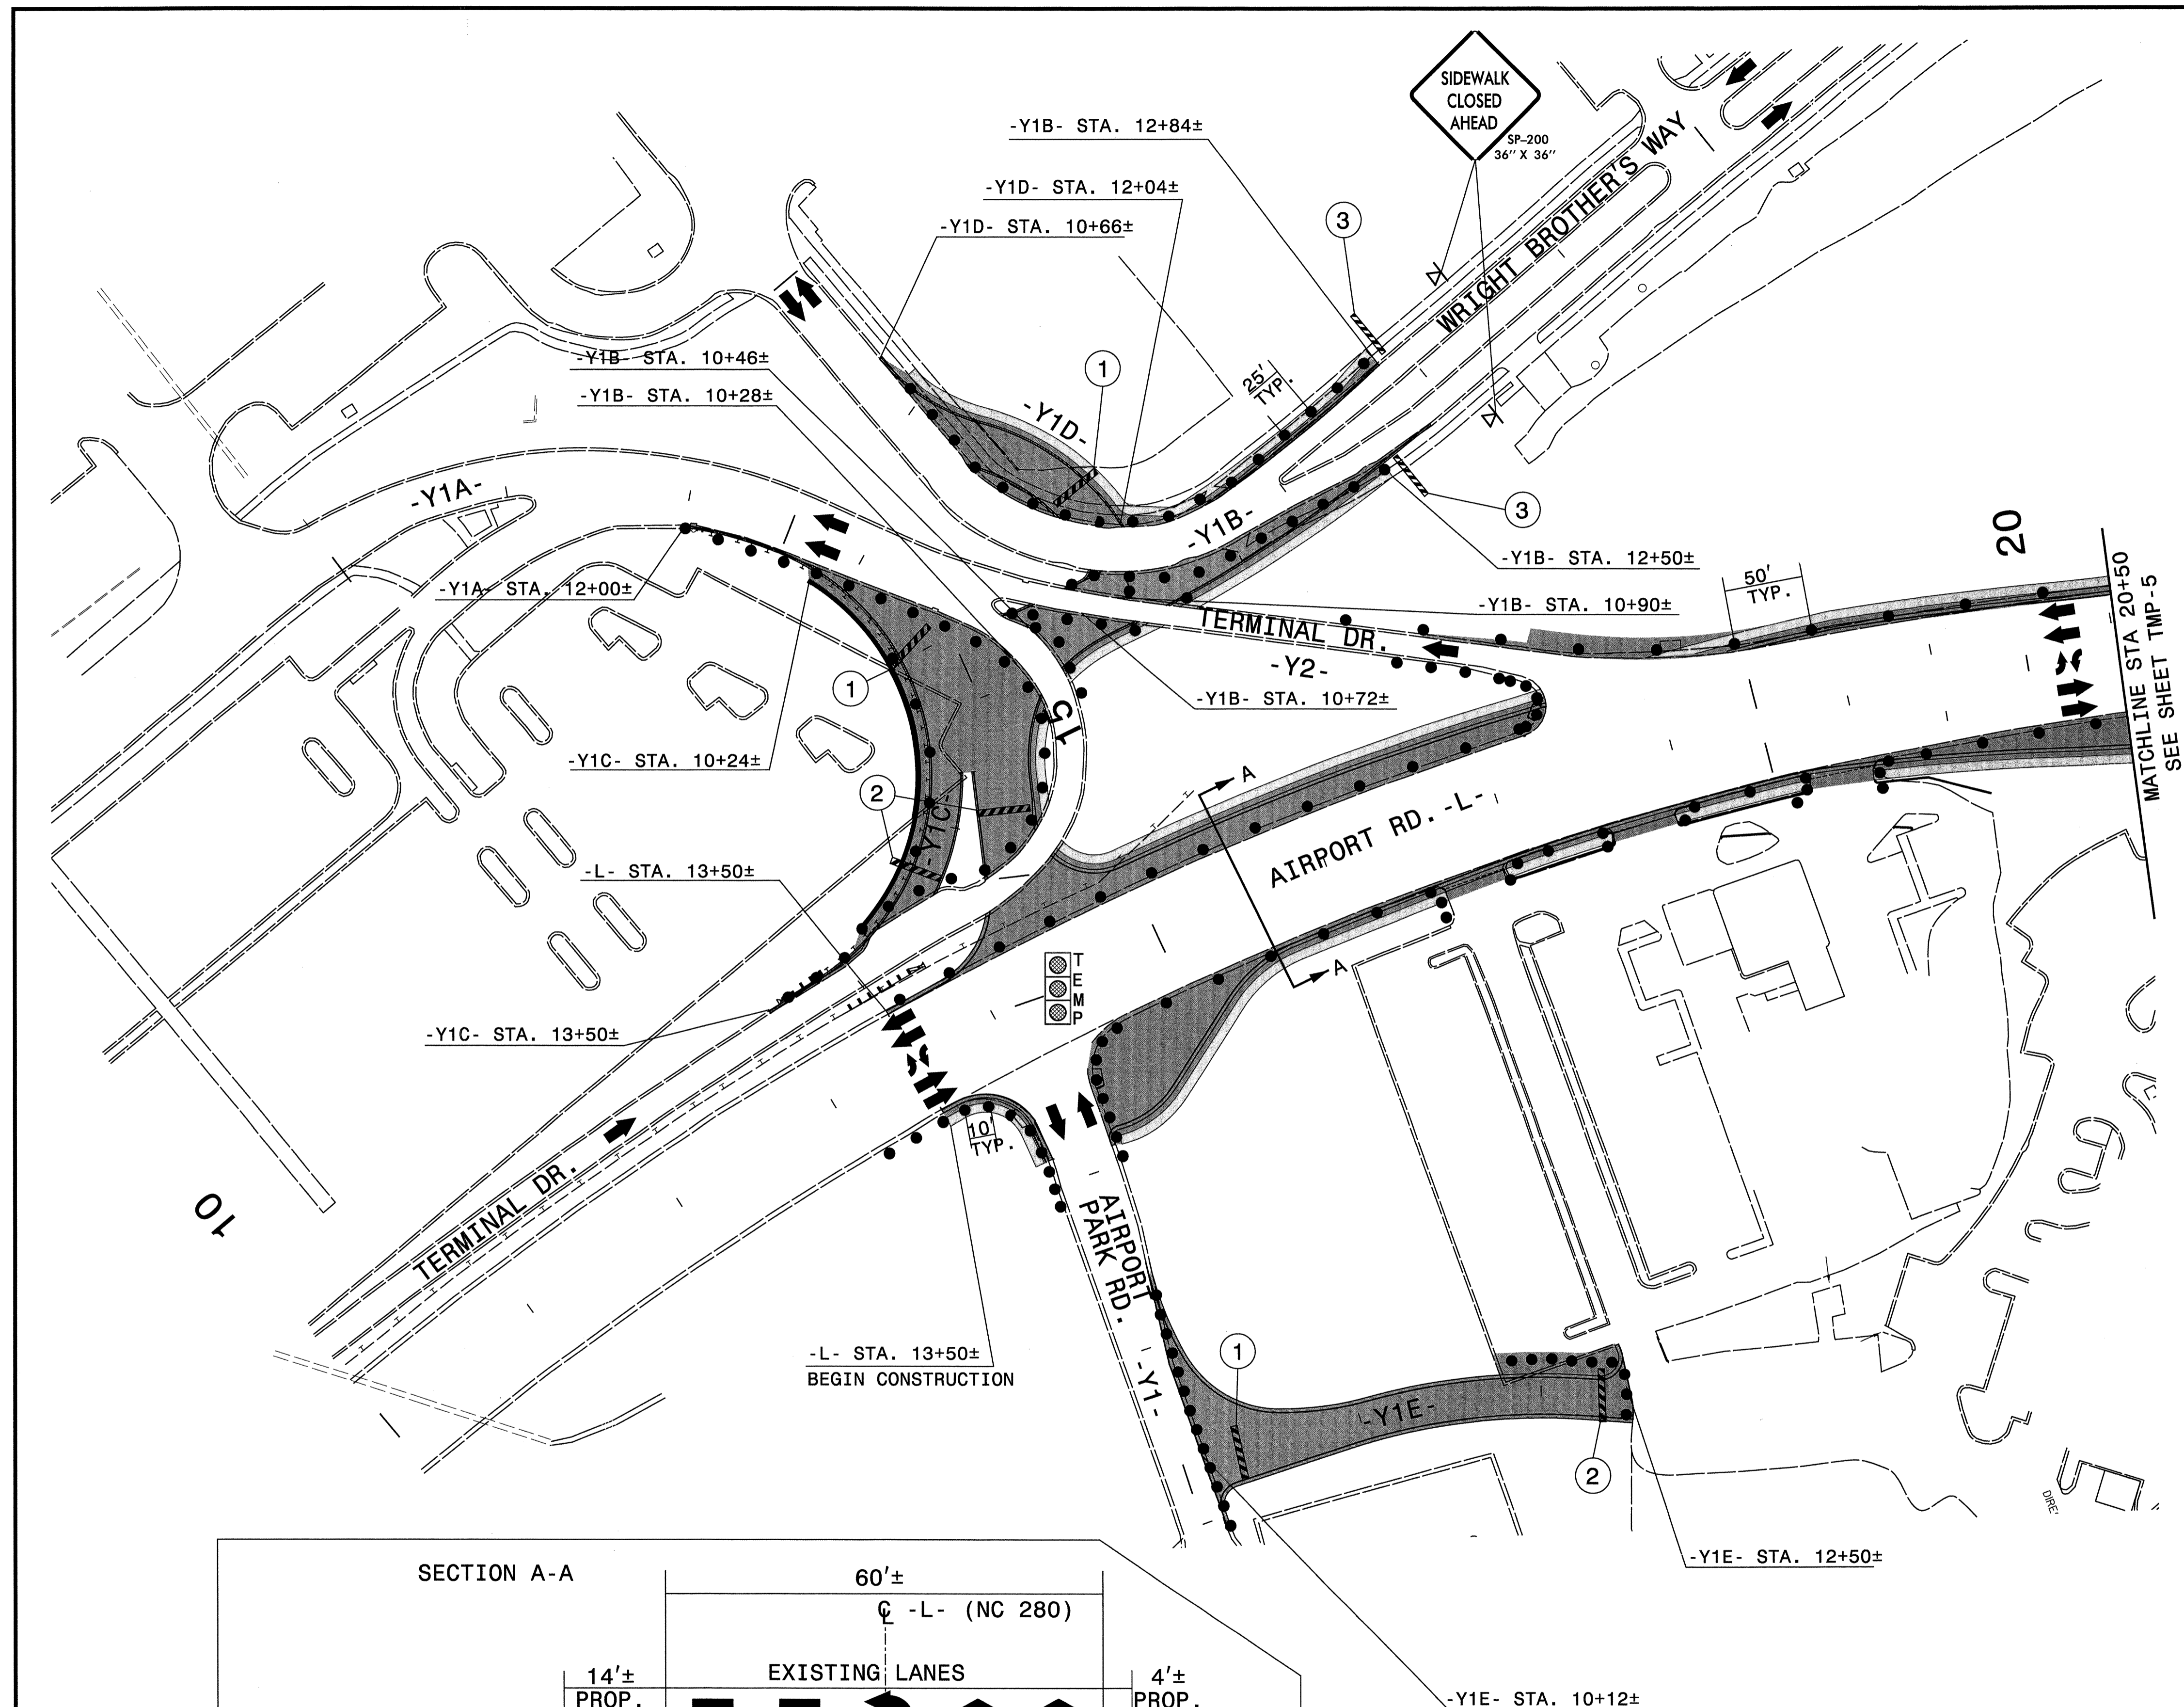 SIDEWALK
CLOSED
AHEAD
SP-200
36" X 36"
-Y1B- STA. 12+84±
-Y1D- STA. 12+04±
-Y1D- STA. 10+66±
3
WRIGHT BROTHER'S WAY
-Y1B- STA. 10+46±
-Y1B- STA. 10+28±
1
25'
TYP.
-Y1D-
-Y1A-
-Y1B-
3
-Y1B- STA. 12+50±
20
50'
TYP.
MATCHLINE STA 20+50
SEE SHEET TMP-5
-Y1A- STA. 12+00±
-Y1B- STA. 10+90±
TERMINAL DR.
-Y2-
1
-Y1B- STA. 10+72±
15
-Y1C- STA. 10+24±
A
2
-Y1C-
AIRPORT RD. -L-
-L- STA. 13+50±
A
TEMP
-Y1C- STA. 13+50±
10'
TYP.
TERMINAL DR.
10
AIRPORT
PARK RD.
-Y1-
-L- STA. 13+50±
BEGIN CONSTRUCTION
1
-Y1E-
2
DIRE
-Y1E- STA. 12+50±
SECTION A-A
60'±
℄ -L- (NC 280)
14'±
PROP.
EXISTING LANES
4'±
PROP.
-Y1E- STA. 10+12±